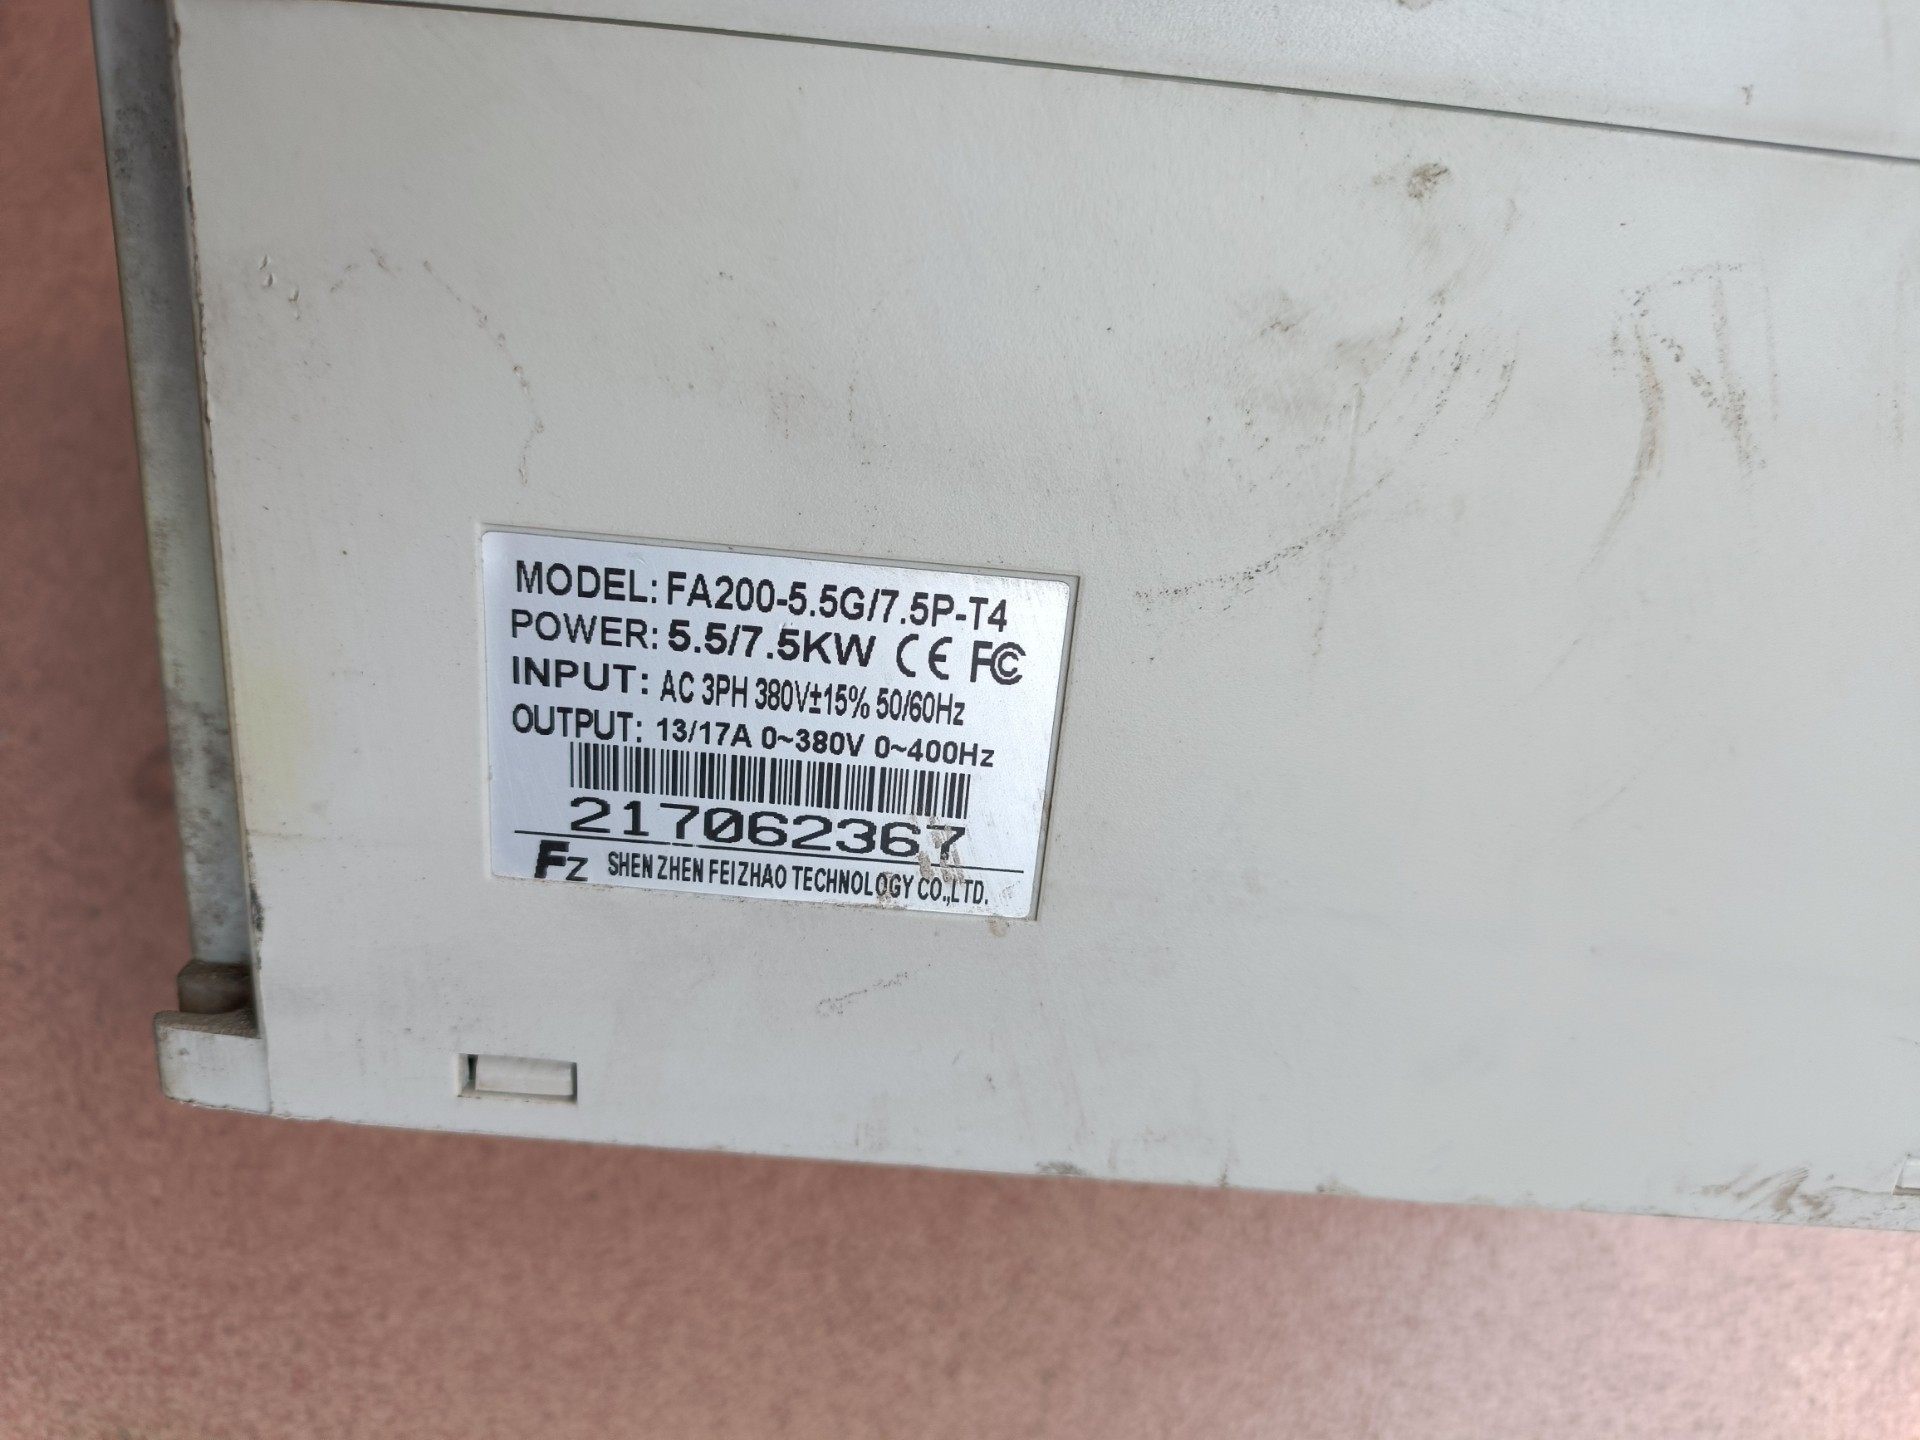 MODEL: FA200-5.5G/7.5P-T4
POWER: 5.5/7.5KW CE FC
INPUT: AC 3PH 380V±15% 50/60Hz
OUTPUT: 13/17A 0~380V 0~400Hz
217062367
FZ SHEN ZHEN FEIZHAO TECHNOLOGY CO.,LTD.